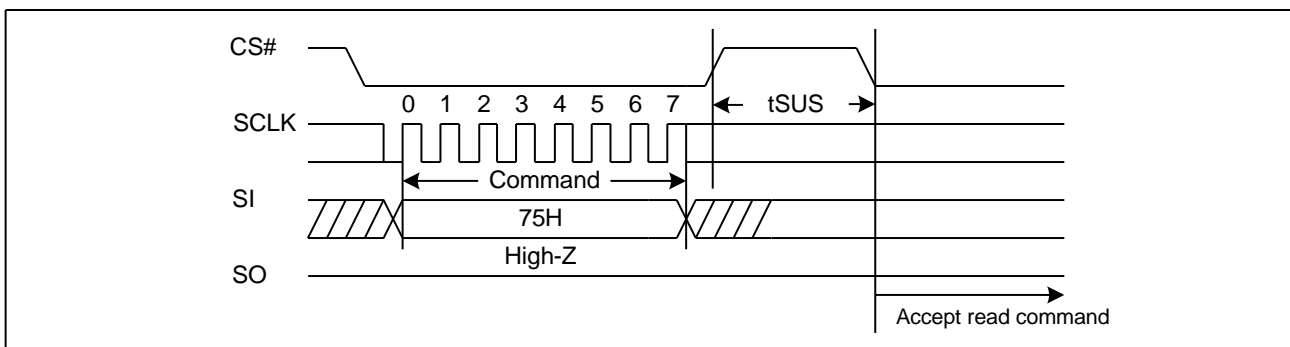 CS#
tSUS
0 1 2 3 4 5 6 7
SCLK
Command
SI
75H
High-Z
SO
Accept read command